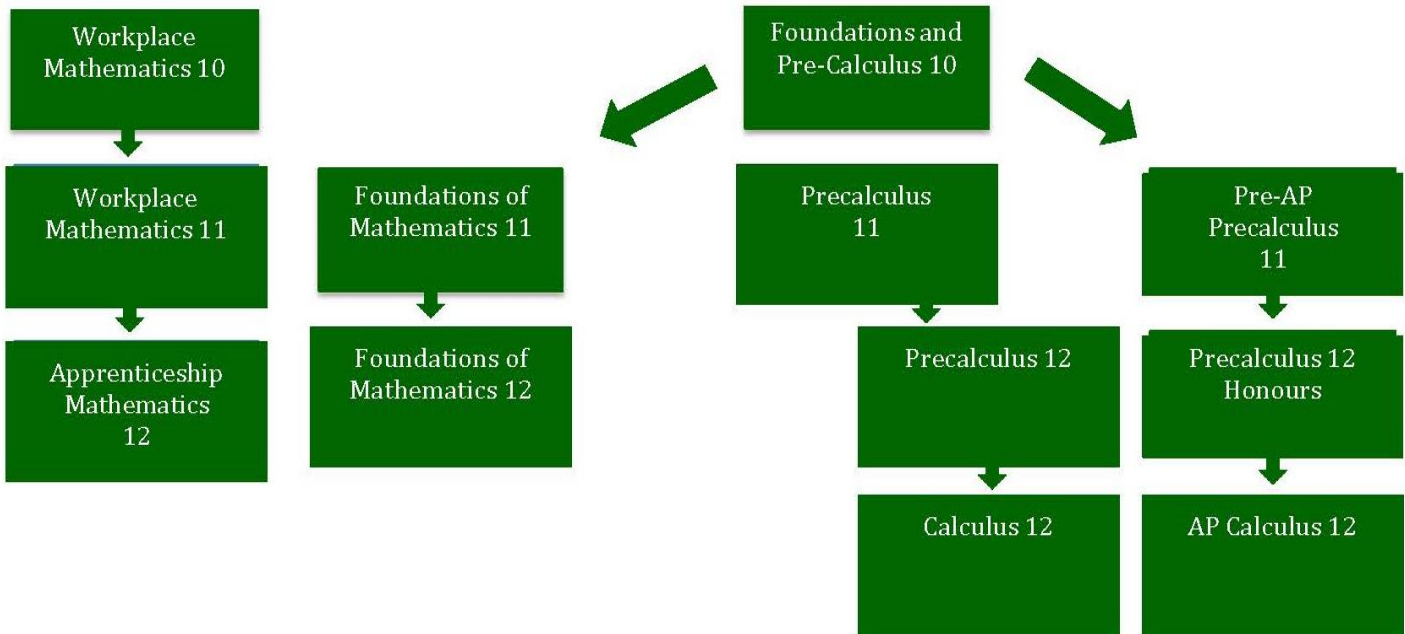 Workplace
Mathematics 10
Foundations and
Pre-Calculus 10
Workplace
Mathematics 11
Foundations of
Mathematics 11
Precalculus
11
Pre-AP
Precalculus
11
Apprenticeship
Mathematics
12
Foundations of
Mathematics 12
Precalculus 12
Precalculus 12
Honours
Calculus 12
AP Calculus 12